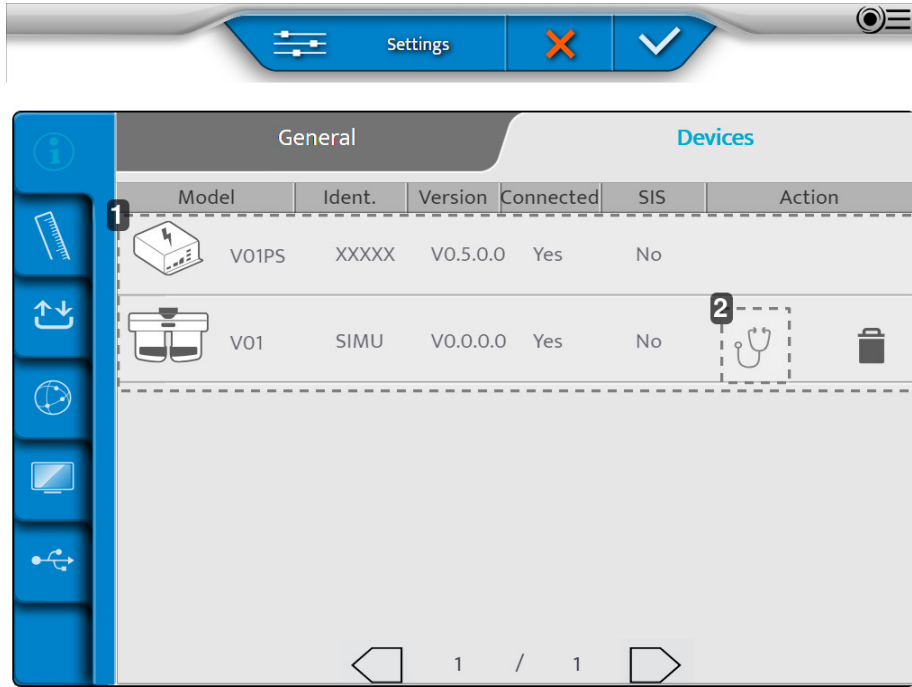 Settings
General Devices
Model Ident. Version Connected SIS Action
1
V01PS XXXXX V0.5.0.0 Yes No
2
V01 SIMU V0.0.0.0 Yes No
1 / 1